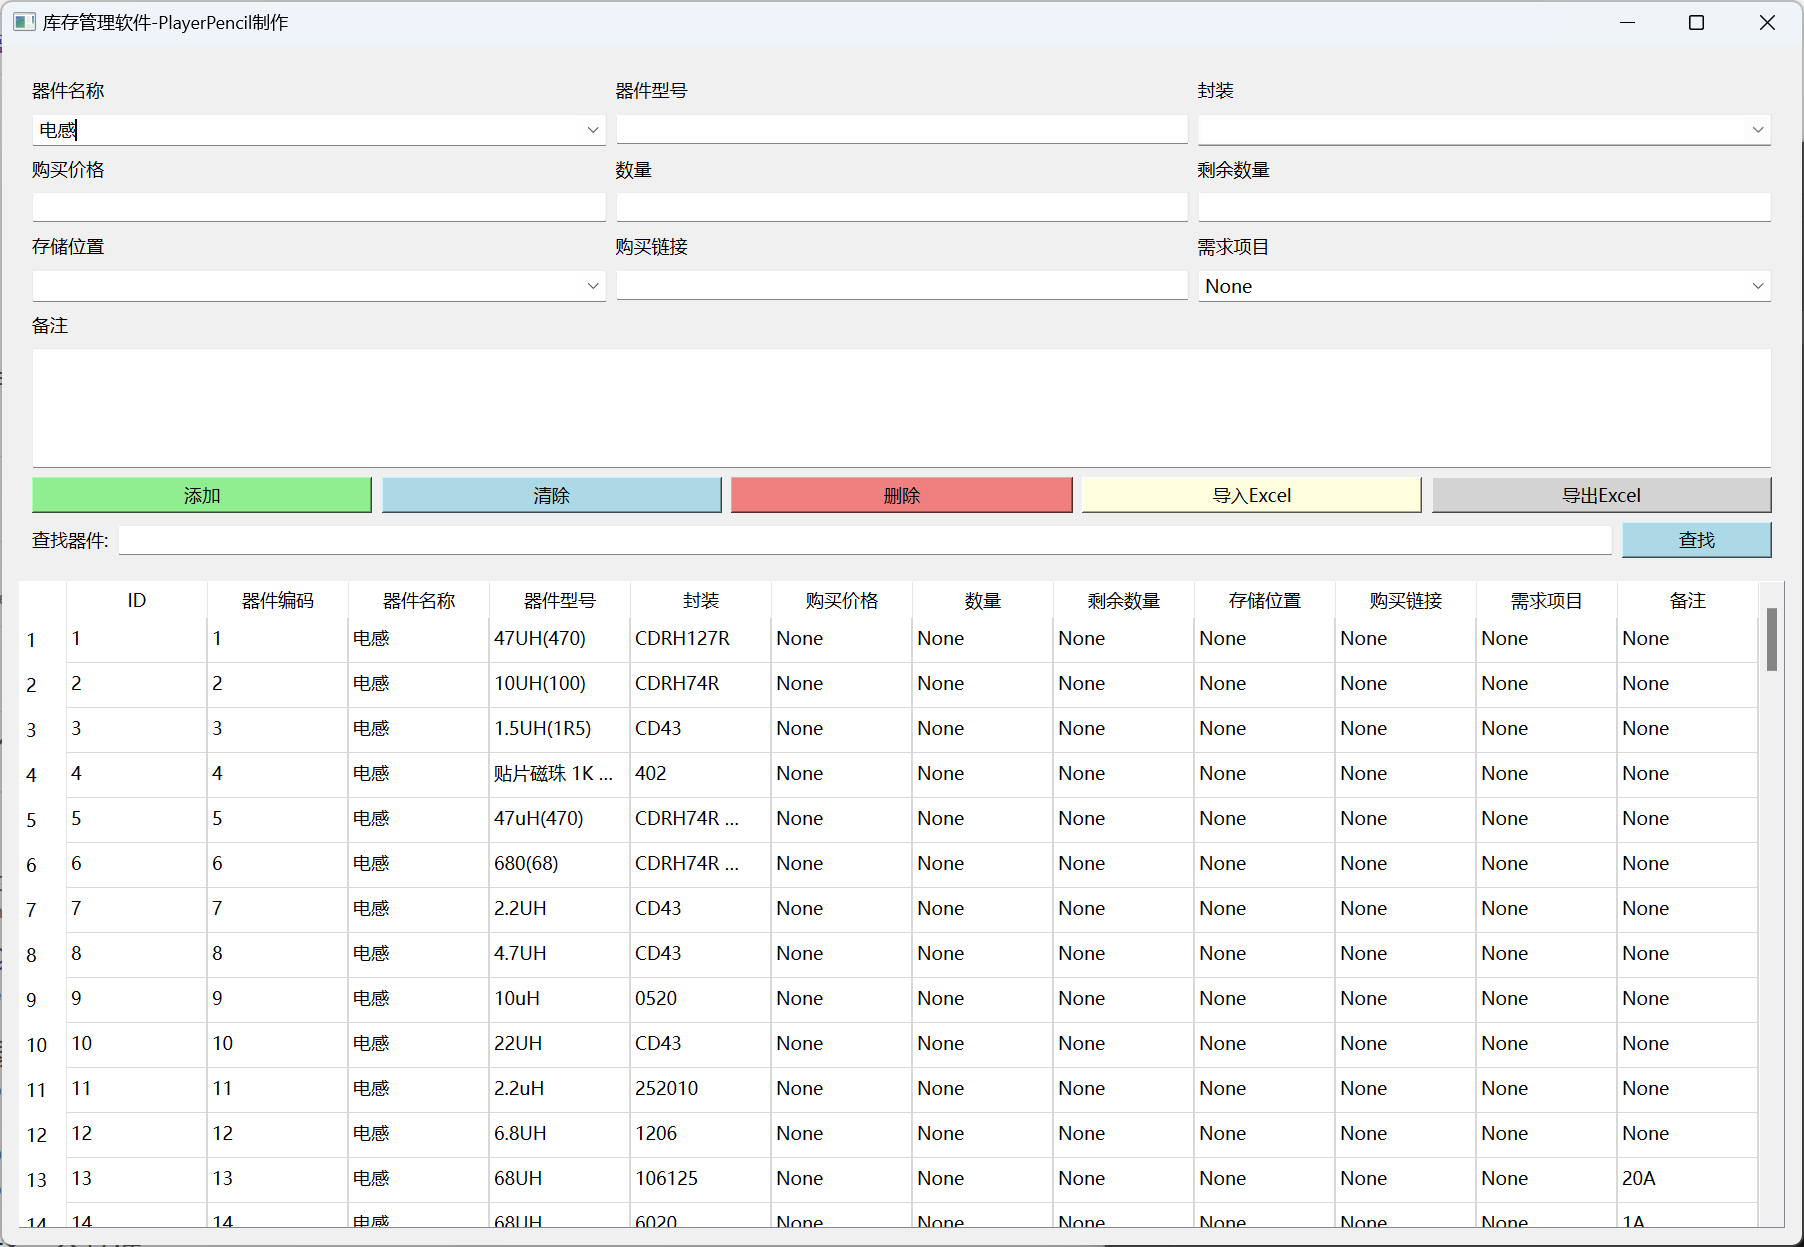 库存管理软件-PlayerPencil制作
器件名称 器件型号 封装
电感
购买价格 数量 剩余数量
存储位置 购买链接 需求项目
None
备注
添加 清除 删除 导入Excel 导出Excel
查找器件: 查找
ID 器件编码 器件名称 器件型号 封装 购买价格 数量 剩余数量 存储位置 购买链接 需求项目 备注
1 1 1 电感 47UH(470) CDRH127R None None None None None None None
2 2 2 电感 10UH(100) CDRH74R None None None None None None None
3 3 3 电感 1.5UH(1R5) CD43 None None None None None None None
4 4 4 电感 贴片磁珠 1K ... 402 None None None None None None None
5 5 5 电感 47uH(470) CDRH74R ... None None None None None None None
6 6 6 电感 680(68) CDRH74R ... None None None None None None None
7 7 7 电感 2.2UH CD43 None None None None None None None
8 8 8 电感 4.7UH CD43 None None None None None None None
9 9 9 电感 10uH 0520 None None None None None None None
10 10 10 电感 22UH CD43 None None None None None None None
11 11 11 电感 2.2uH 252010 None None None None None None None
12 12 12 电感 6.8UH 1206 None None None None None None None
13 13 13 电感 68UH 106125 None None None None None None 20A
14 14 14 电感 68UH 6020 None None None None None None 1A